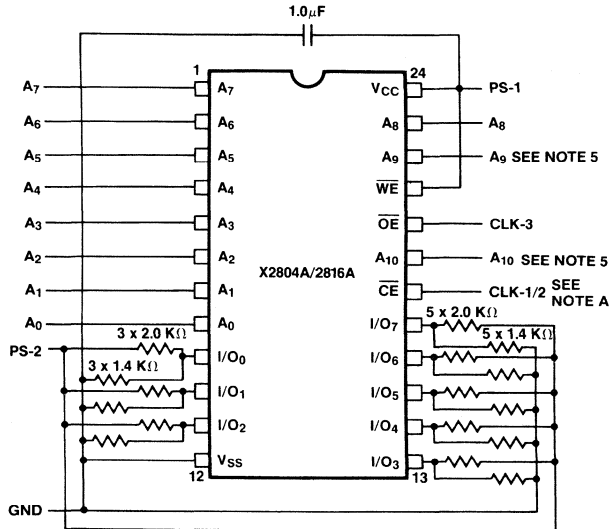 1.0µF
1
24
A7
A7
VCC
PS-1
A6
A6
A8
A8
A5
A5
A9
A9 SEE NOTE 5
A4
A4
WE
A3
A3
OE
CLK-3
A2
A2
A10
A10 SEE NOTE 5
X2804A/2816A
A1
A1
CE
CLK-1/2 SEE
NOTE A
A0
A0
I/O7
5 x 2.0 KΩ
3 x 2.0 KΩ
5 x 1.4 KΩ
PS-2
I/O0
I/O6
3 x 1.4 KΩ
I/O1
I/O5
I/O2
I/O4
VSS
I/O3
12
13
GND